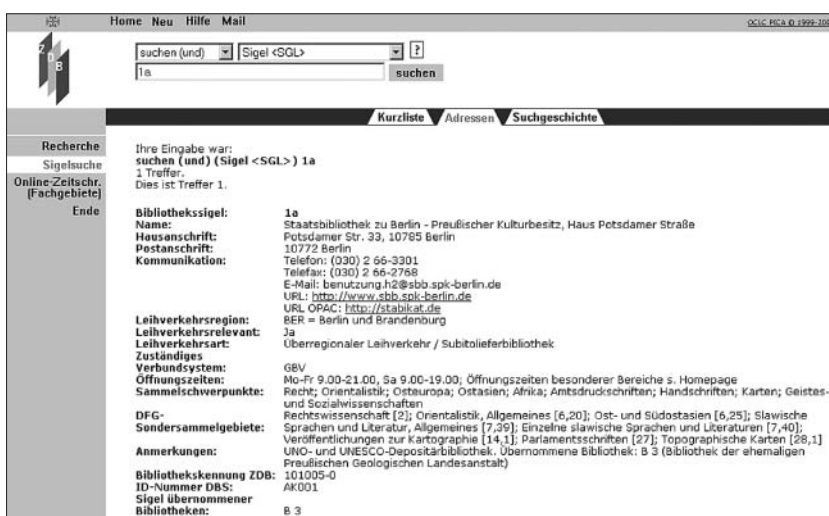 Home Neu Hilfe Mail
OCLC PICA © 1999-200
ZDB
suchen (und) Sigel <SGL> ?
1a suchen
Kurzliste Adressen Suchgeschichte
Recherche
Sigelsuche
Online-Zeitschr.
(Fachgebiete)
Ende
Ihre Eingabe war:
suchen (und) (Sigel <SGL>) 1a
1 Treffer.
Dies ist Treffer 1.
Bibliothekssigel: 1a
Name: Staatsbibliothek zu Berlin - Preußischer Kulturbesitz, Haus Potsdamer Straße
Hausanschrift: Potsdamer Str. 33, 10785 Berlin
Postanschrift: 10772 Berlin
Kommunikation: Telefon: (030) 2 66-3301
Telefax: (030) 2 66-2768
E-Mail: benutzung.h2@sbb.spk-berlin.de
URL: http://www.sbb.spk-berlin.de
URL OPAC: http://stabikat.de
Leihverkehrsregion: BER = Berlin und Brandenburg
Leihverkehrsrelevant: Ja
Leihverkehrsart: Überregionaler Leihverkehr / Subitolieferbibliothek
Zuständiges
Verbundsystem: GBV
Öffnungszeiten: Mo-Fr 9.00-21.00, Sa 9.00-19.00; Öffnungszeiten besonderer Bereiche s. Homepage
Sammelschwerpunkte: Recht; Orientalistik; Osteuropa; Ostasien; Afrika; Amtsdruckschriften; Handschriften; Karten; Geistes-
und Sozialwissenschaften
DFG- Rechtswissenschaft [2]; Orientalistik, Allgemeines [6,20]; Ost- und Südostasien [6,25]; Slawische
Sondersammelgebiete: Sprachen und Literatur, Allgemeines [7,39]; Einzelne slawische Sprachen und Literaturen [7,40];
Veröffentlichungen zur Kartographie [14,1]; Parlamentsschriften [27]; Topographische Karten [28,1]
Anmerkungen: UNO- und UNESCO-Depositärbibliothek. Übernommene Bibliothek: B 3 (Bibliothek der ehemaligen
Preußischen Geologischen Landesanstalt)
Bibliothekskennung ZDB: 101005-0
ID-Nummer DBS: AK001
Sigel übernommener
Bibliotheken: B 3